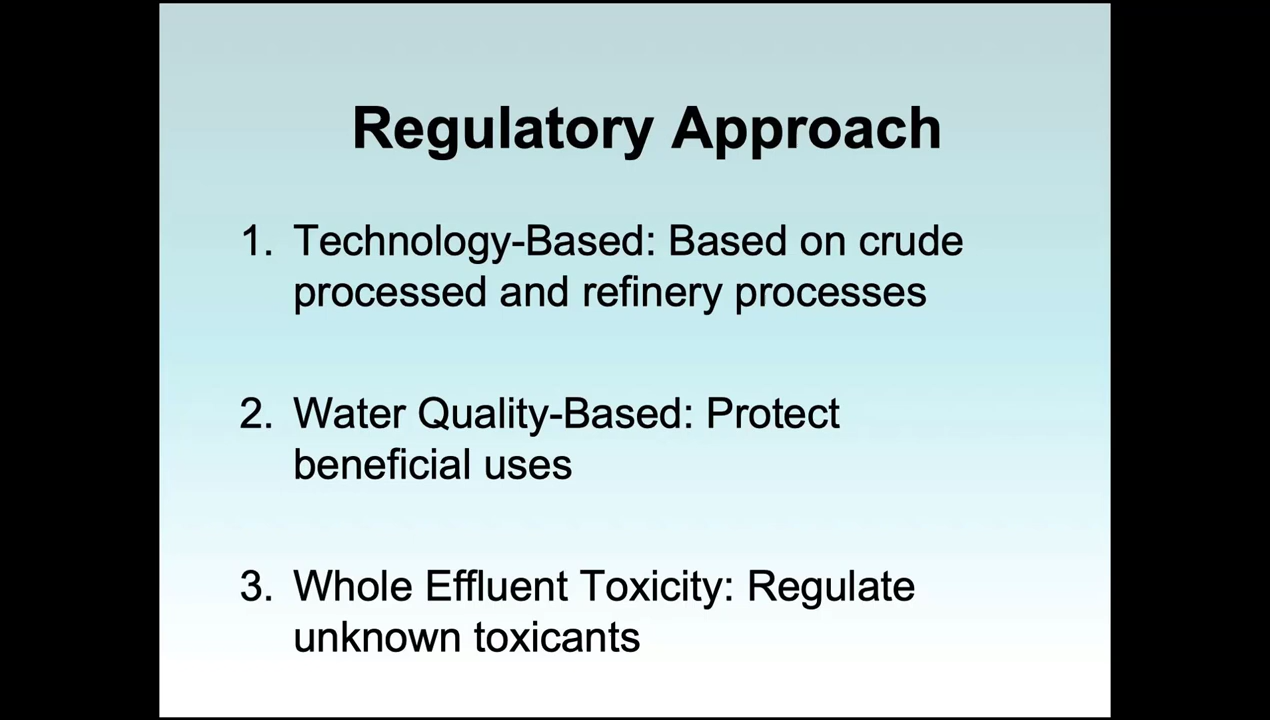 Regulatory Approach
1. Technology-Based: Based on crude
processed and refinery processes
2. Water Quality-Based: Protect
beneficial uses
3. Whole Effluent Toxicity: Regulate
unknown toxicants